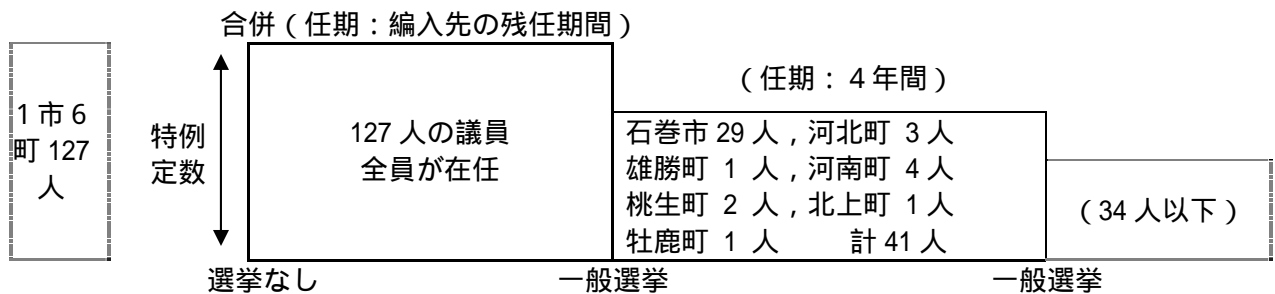 合併（任期：編入先の残任期間）
1市6
町127
人
特例
定数
127人の議員
全員が在任
（任期：4年間）
石巻市29人，河北町 3人
雄勝町 1人，河南町 4人
桃生町 2 人，北上町 1人
牡鹿町 1 人　　計41人
（34人以下）
選挙なし
一般選挙
一般選挙